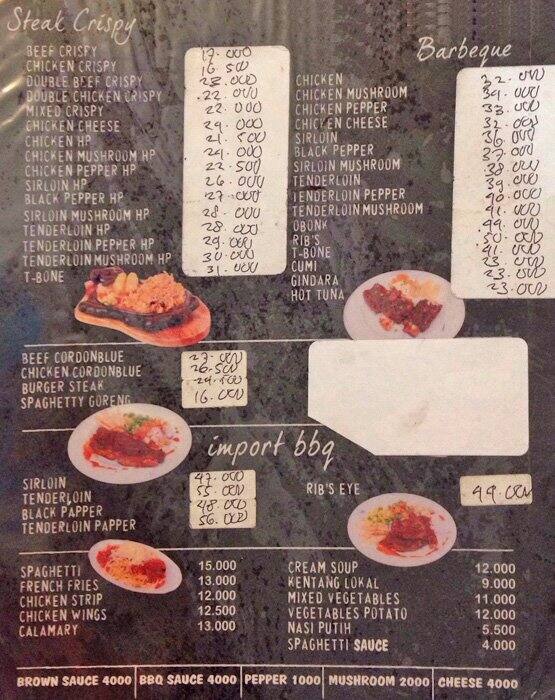 Steak Crispy
BEEF CRISPY 17.000
CHICKEN CRISPY 16.500
DOUBLE BEEF CRISPY 23.000
DOUBLE CHICKEN CRISPY 22.000
MIXED CRISPY 22.000
CHICKEN CHEESE 24.000
CHICKEN HP 21.500
CHICKEN MUSHROOM HP 24.000
CHICKEN PEPPER HP 22.500
SIRLOIN HP 26.000
BLACK PEPPER HP 27.000
SIRLOIN MUSHROOM HP 28.000
TENDERLOIN HP 28.000
TENDERLOIN PEPPER HP 29.000
TENDERLOIN MUSHROOM HP 30.000
T-BONE 31.000
Barbeque
CHICKEN 32.000
CHICKEN MUSHROOM 34.000
CHICKEN PEPPER 33.000
CHICKEN CHEESE 32.000
SIRLOIN 36.000
BLACK PEPPER 37.000
SIRLOIN MUSHROOM 38.000
TENDERLOIN 39.000
TENDERLOIN PEPPER 40.000
TENDERLOIN MUSHROOM 41.000
OBONK 49.000
RIB'S 50.000
T-BONE 41.000
CUMI 23.000
GINDARA 23.000
HOT TUNA 23.000
BEEF CORDONBLUE 27.000
CHICKEN CORDONBLUE 26.500
BURGER STEAK 24.500
SPAGHETTY GORENG 16.000
import bbq
SIRLOIN 47.000
TENDERLOIN 55.000
BLACK PAPPER 48.000
TENDERLOIN PAPPER 56.000
RIB'S EYE 49.000
SPAGHETTI 15.000
FRENCH FRIES 13.000
CHICKEN STRIP 12.000
CHICKEN WINGS 12.500
CALAMARY 13.000
CREAM SOUP 12.000
KENTANG LOKAL 9.000
MIXED VEGETABLES 11.000
VEGETABLES POTATO 12.000
NASI PUTIH 5.500
SPAGHETTI SAUCE 4.000
BROWN SAUCE 4000 BBQ SAUCE 4000 PEPPER 1000 MUSHROOM 2000 CHEESE 4000